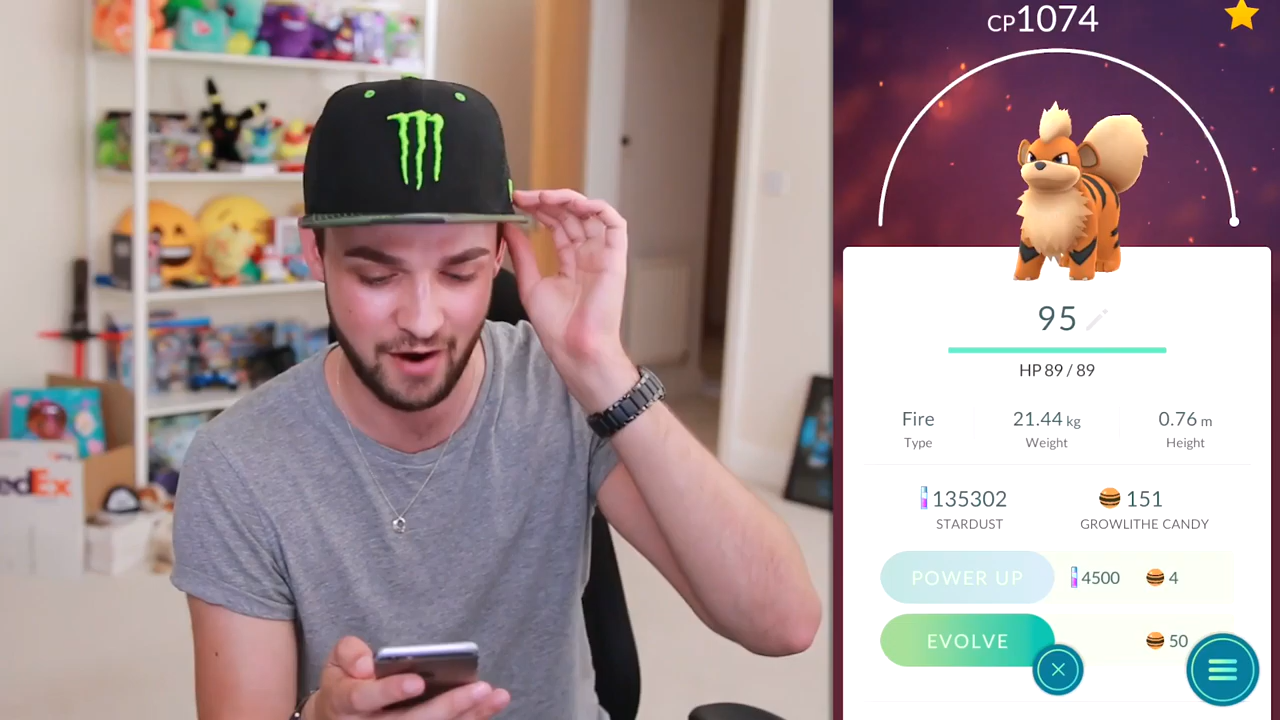 CP1074
95
HP 89 / 89
Fire
Type
21.44 kg
Weight
0.76 m
Height
135302
STARDUST
151
GROWLITHE CANDY
POWER UP
4500
4
EVOLVE
50
edEx